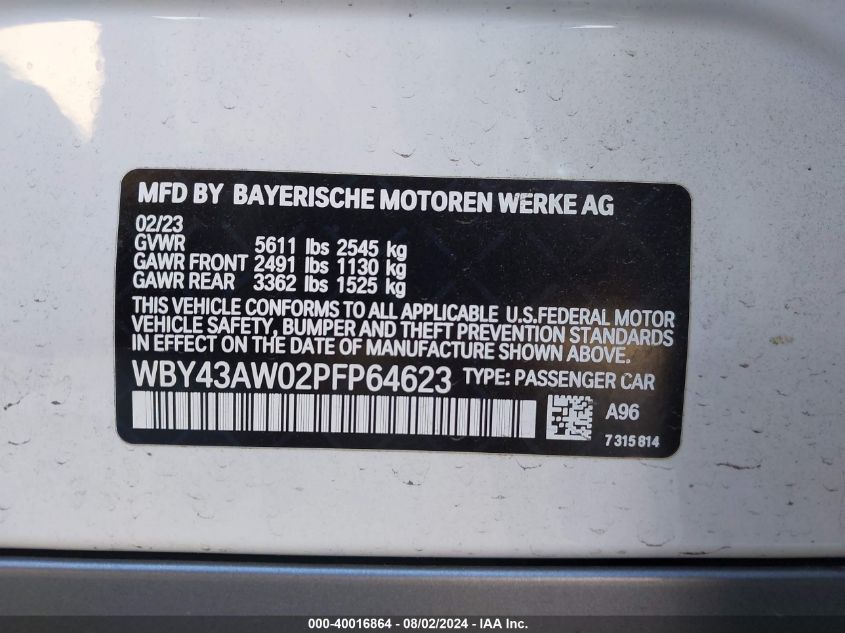 MFD BY BAYERISCHE MOTOREN WERKE AG
02/23
GVWR 5611 lbs 2545 kg
GAWR FRONT 2491 lbs 1130 kg
GAWR REAR 3362 lbs 1525 kg
THIS VEHICLE CONFORMS TO ALL APPLICABLE U.S.FEDERAL MOTOR
VEHICLE SAFETY, BUMPER AND THEFT PREVENTION STANDARDS
IN EFFECT ON THE DATE OF MANUFACTURE SHOWN ABOVE.
WBY43AW02PFP64623 TYPE: PASSENGER CAR
A96
7 315 814
000-40016864 - 08/02/2024 - IAA Inc.